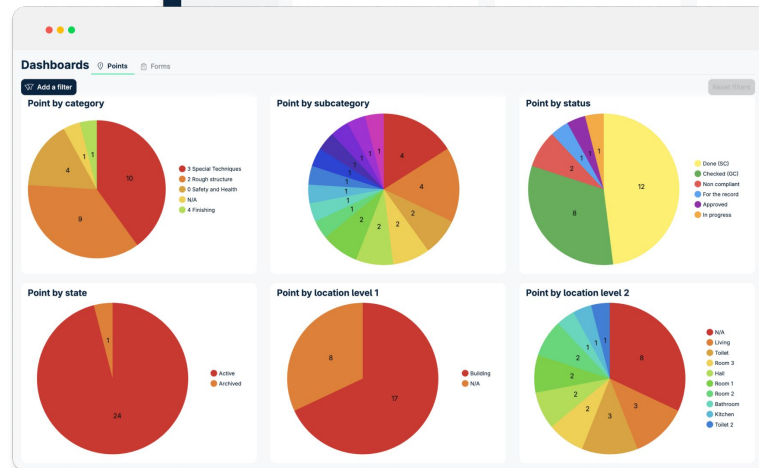 Dashboards
Points
Forms
Add a filter
Reset filters
Point by category
10
9
4
1
1
3 Special Techniques
2 Rough structure
0 Safety and Health
N/A
4 Finishing
Point by subcategory
4
4
2
2
2
2
1
1
1
1
1
1
1
1
1
Point by status
12
8
2
1
1
1
Done (SC)
Checked (GC)
Non compliant
For the record
Approved
In progress
Point by state
24
1
Active
Archived
Point by location level 1
17
8
Building
N/A
Point by location level 2
8
3
3
2
2
2
2
1
1
1
N/A
Living
Toilet
Room 3
Hall
Room 1
Room 2
Bathroom
Kitchen
Toilet 2